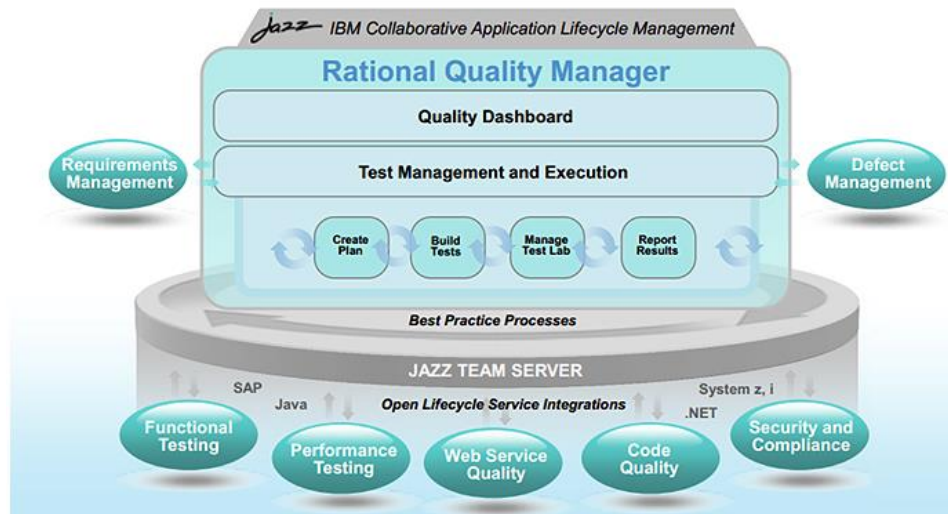 jazz IBM Collaborative Application Lifecycle Management
Rational Quality Manager
Quality Dashboard
Requirements
Management
Test Management and Execution
Defect
Management
Create
Plan
Build
Tests
Manage
Test Lab
Report
Results
Best Practice Processes
JAZZ TEAM SERVER
SAP
Java
Open Lifecycle Service Integrations
System z, i
.NET
Functional
Testing
Performance
Testing
Web Service
Quality
Code
Quality
Security and
Compliance